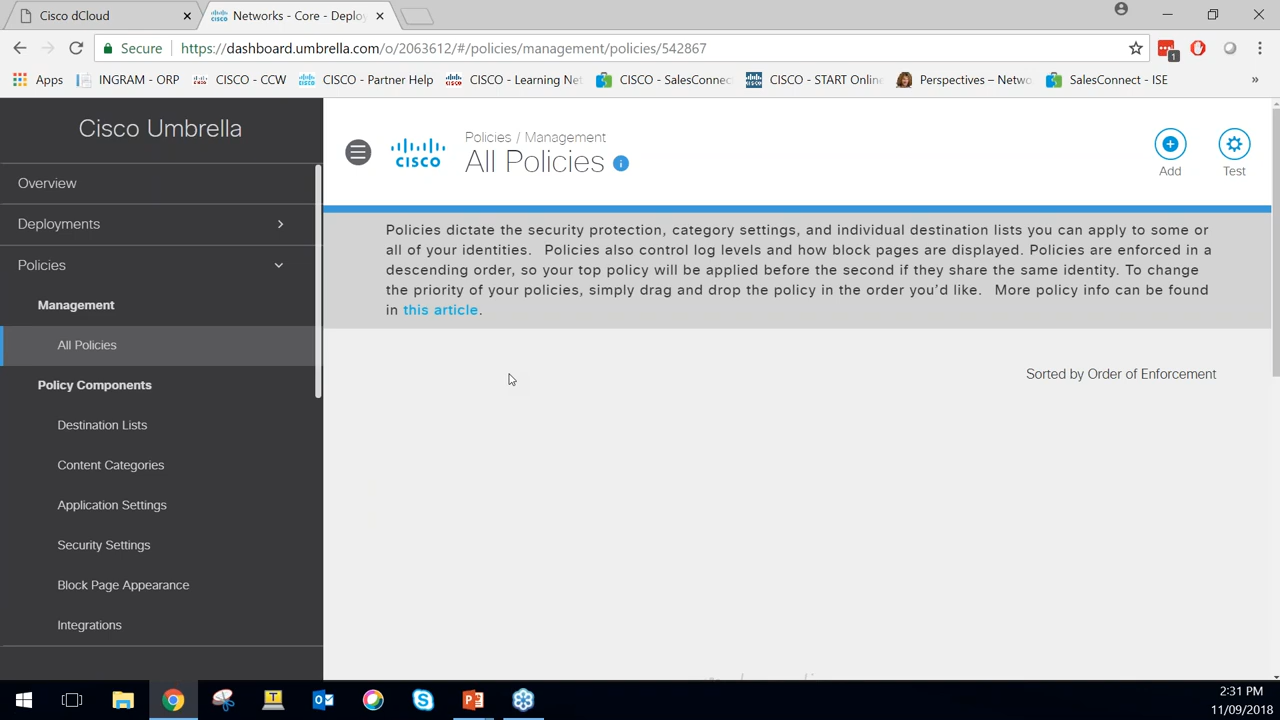 Cisco dCloud
Networks - Core - Deploy
Secure
https://dashboard.umbrella.com/o/2063612/#/policies/management/policies/542867
1
Apps
INGRAM - ORP
CISCO - CCW
CISCO - Partner Help
CISCO - Learning Net
CISCO - SalesConnec
CISCO - START Online
Perspectives – Netwo
SalesConnect - ISE
»
Cisco Umbrella
Overview
Deployments
Policies
Management
All Policies
Policy Components
Destination Lists
Content Categories
Application Settings
Security Settings
Block Page Appearance
Integrations
CISCO
Policies / Management
All Policies
Add
Test
Policies dictate the security protection, category settings, and individual destination lists you can apply to some or
all of your identities. Policies also control log levels and how block pages are displayed. Policies are enforced in a
descending order, so your top policy will be applied before the second if they share the same identity. To change
the priority of your policies, simply drag and drop the policy in the order you'd like. More policy info can be found
in this article.
Sorted by Order of Enforcement
2:31 PM
11/09/2018